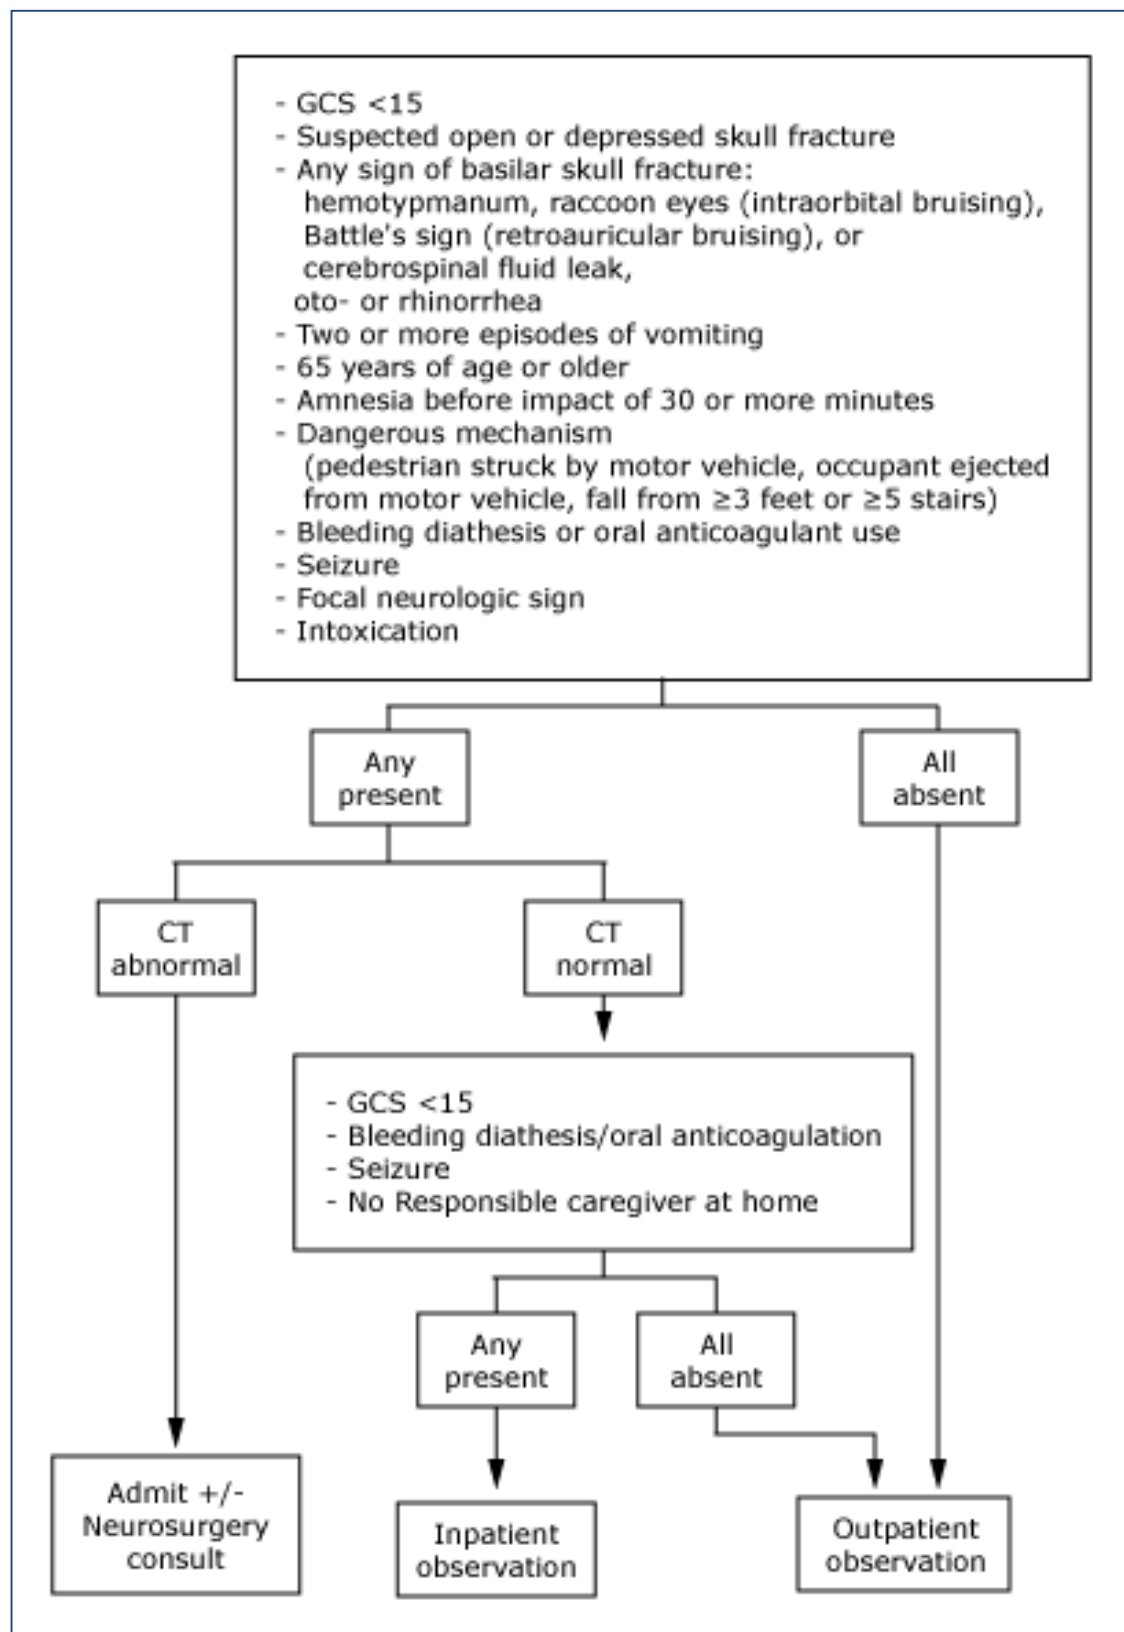 - GCS <15
- Suspected open or depressed skull fracture
- Any sign of basilar skull fracture:
hemotypmanum, raccoon eyes (intraorbital bruising),
Battle's sign (retroauricular bruising), or
cerebrospinal fluid leak,
oto- or rhinorrhea
- Two or more episodes of vomiting
- 65 years of age or older
- Amnesia before impact of 30 or more minutes
- Dangerous mechanism
(pedestrian struck by motor vehicle, occupant ejected
from motor vehicle, fall from ≥3 feet or ≥5 stairs)
- Bleeding diathesis or oral anticoagulant use
- Seizure
- Focal neurologic sign
- Intoxication
Any
present
All
absent
CT
abnormal
CT
normal
- GCS <15
- Bleeding diathesis/oral anticoagulation
- Seizure
- No Responsible caregiver at home
Any
present
All
absent
Admit +/-
Neurosurgery
consult
Inpatient
observation
Outpatient
observation